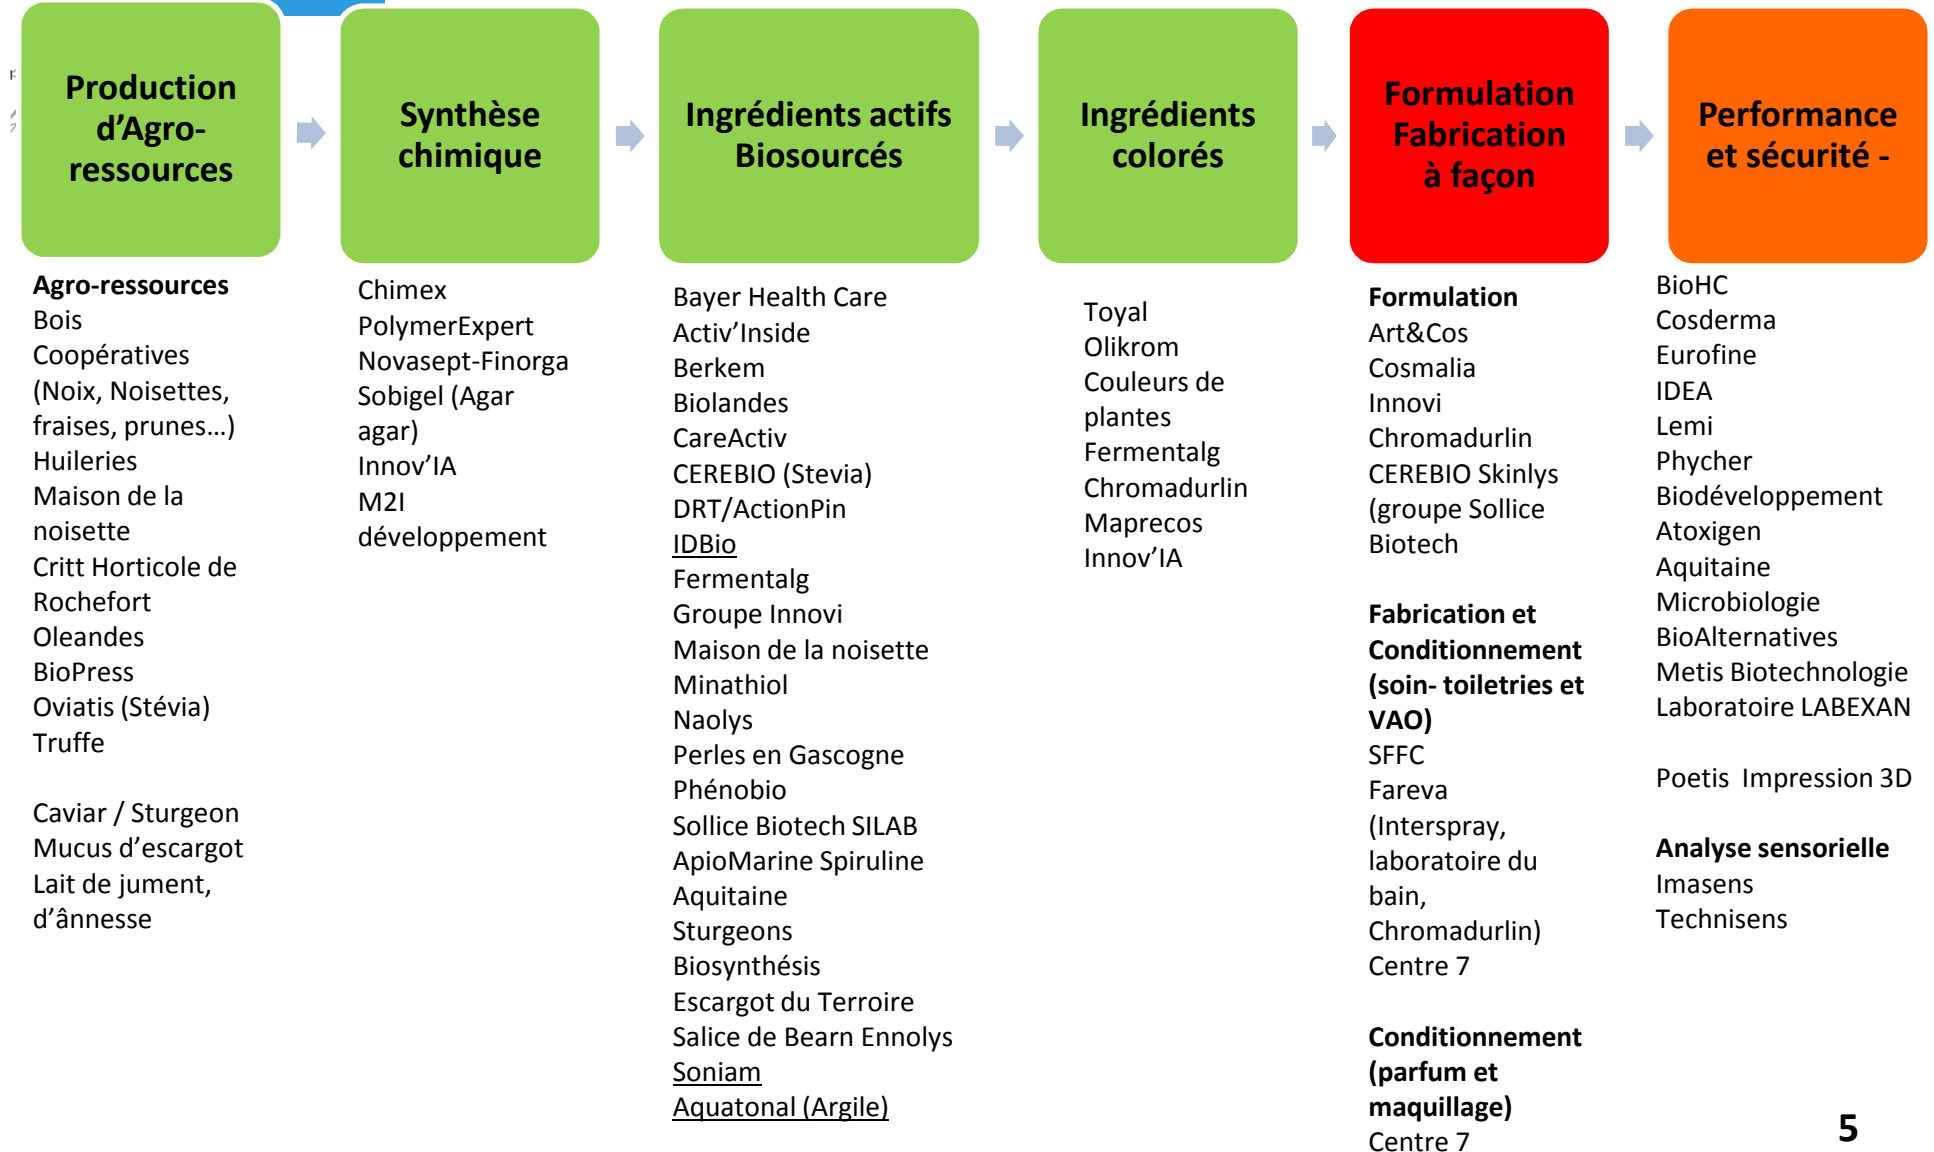 Production
d'Agro-
ressources
Synthèse
chimique
Ingrédients actifs
Biosourcés
Ingrédients
colorés
Formulation
Fabrication
à façon
Performance
et sécurité -
Agro-ressources
Bois
Coopératives
(Noix, Noisettes,
fraises, prunes…)
Huileries
Maison de la
noisette
Critt Horticole de
Rochefort
Oleandes
BioPress
Oviatis (Stévia)
Truffe
Caviar / Sturgeon
Mucus d'escargot
Lait de jument,
d'ânnesse
Chimex
PolymerExpert
Novasept-Finorga
Sobigel (Agar
agar)
Innov'IA
M2I
développement
Bayer Health Care
Activ'Inside
Berkem
Biolandes
CareActiv
CEREBIO (Stevia)
DRT/ActionPin
IDBio
Fermentalg
Groupe Innovi
Maison de la noisette
Minathiol
Naolys
Perles en Gascogne
Phénobio
Sollice Biotech SILAB
ApioMarine Spiruline
Aquitaine
Sturgeons
Biosynthésis
Escargot du Terroire
Salice de Bearn Ennolys
Soniam
Aquatonal (Argile)
Toyal
Olikrom
Couleurs de
plantes
Fermentalg
Chromadurlin
Maprecos
Innov'IA
Formulation
Art&Cos
Cosmalia
Innovi
Chromadurlin
CEREBIO Skinlys
(groupe Sollice
Biotech
Fabrication et
Conditionnement
(soin- toiletries et
VAO)
SFFC
Fareva
(Interspray,
laboratoire du
bain,
Chromadurlin)
Centre 7
Conditionnement
(parfum et
maquillage)
Centre 7
BioHC
Cosderma
Eurofine
IDEA
Lemi
Phycher
Biodéveloppement
Atoxigen
Aquitaine
Microbiologie
BioAlternatives
Metis Biotechnologie
Laboratoire LABEXAN
Poetis  Impression 3D
Analyse sensorielle
Imasens
Technisens
5